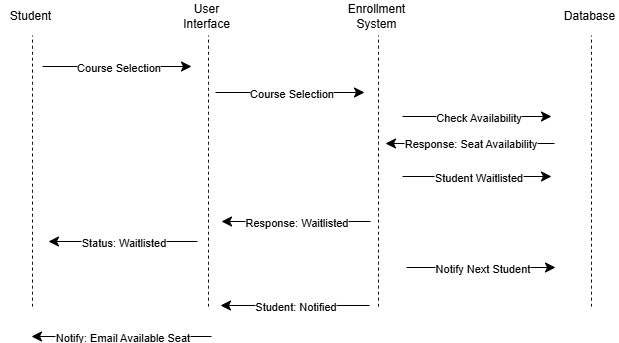 Student
User
Interface
Enrollment
System
Database
Course Selection
Course Selection
Check Availability
Response: Seat Availability
Student Waitlisted
Response: Waitlisted
Status: Waitlisted
Notify Next Student
Student: Notified
Notify: Email Available Seat